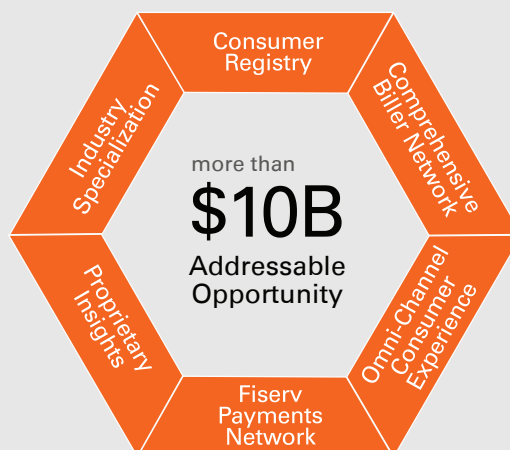 Consumer
Registry
Comprehensive
Biller Network
Omni-Channel
Consumer
Experience
Fiserv
Payments
Network
Proprietary
Insights
Industry
Specialization
more than
$10B
Addressable
Opportunity